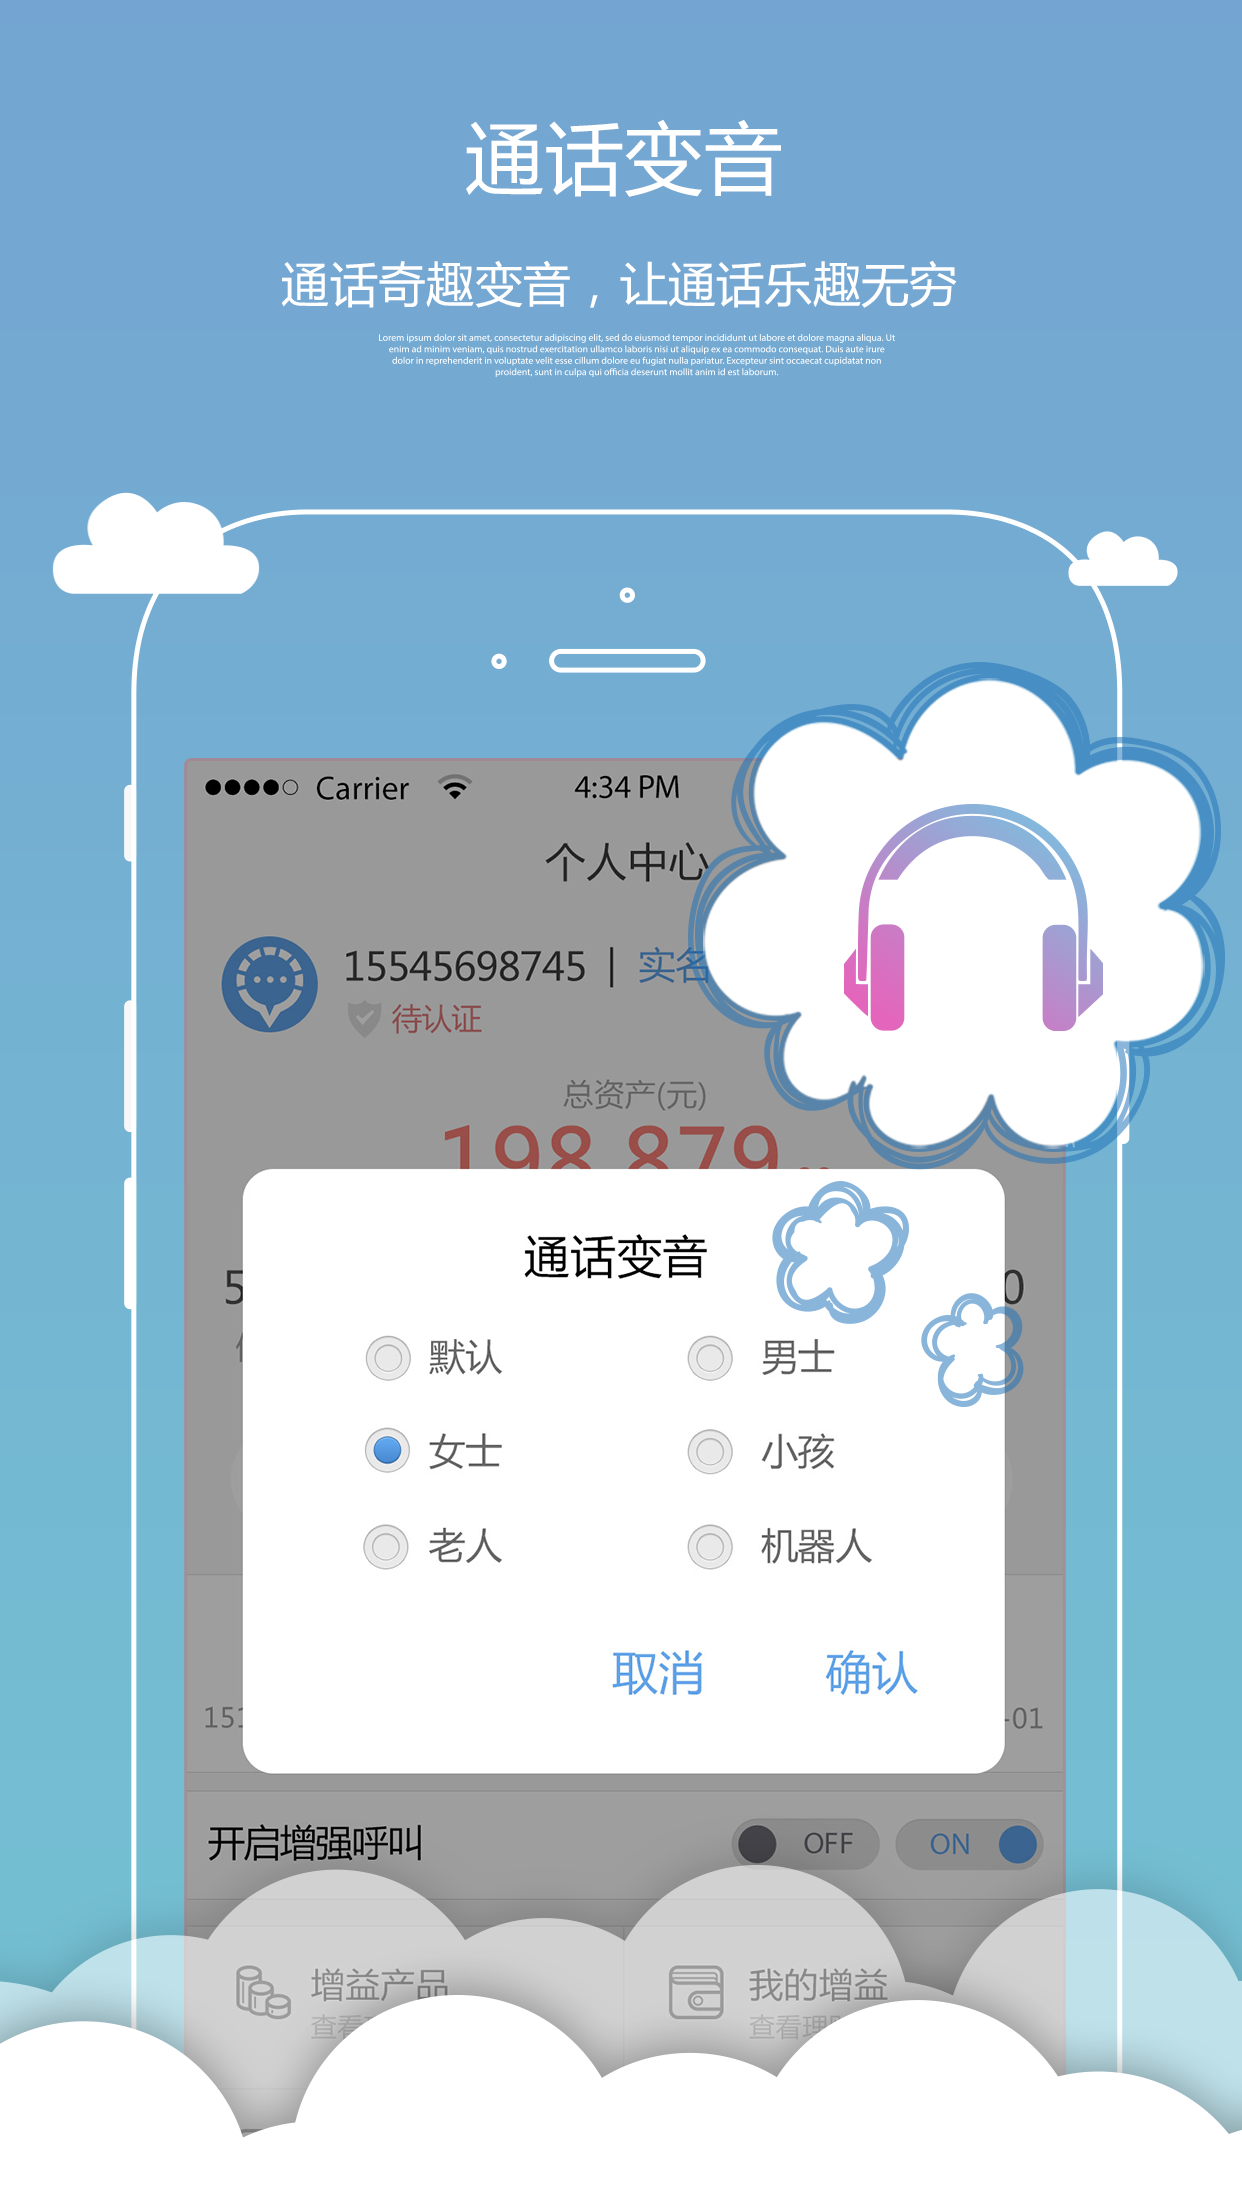 通话变音
通话奇趣变音，让通话乐趣无穷
Lorem ipsum dolor sit amet, consectetur adipiscing elit, sed do eiusmod tempor incididunt ut labore et dolore magna aliqua. Ut
enim ad minim veniam, quis nostrud exercitation ullamco laboris nisi ut aliquip ex ea commodo consequat. Duis aute irure
dolor in reprehenderit in voluptate velit esse cillum dolore eu fugiat nulla pariatur. Excepteur sint occaecat cupidatat non
proident, sunt in culpa qui officia deserunt mollit anim id est laborum.
Carrier 4:34 PM
个人中心
15545698745 | 实名
待认证
总资产(元)
198,879
通话变音
5 0
默认 男士
女士 小孩
老人 机器人
取消 确认
151 -01
开启增强呼叫 OFF ON
增益产品 我的增益
查看 查看理